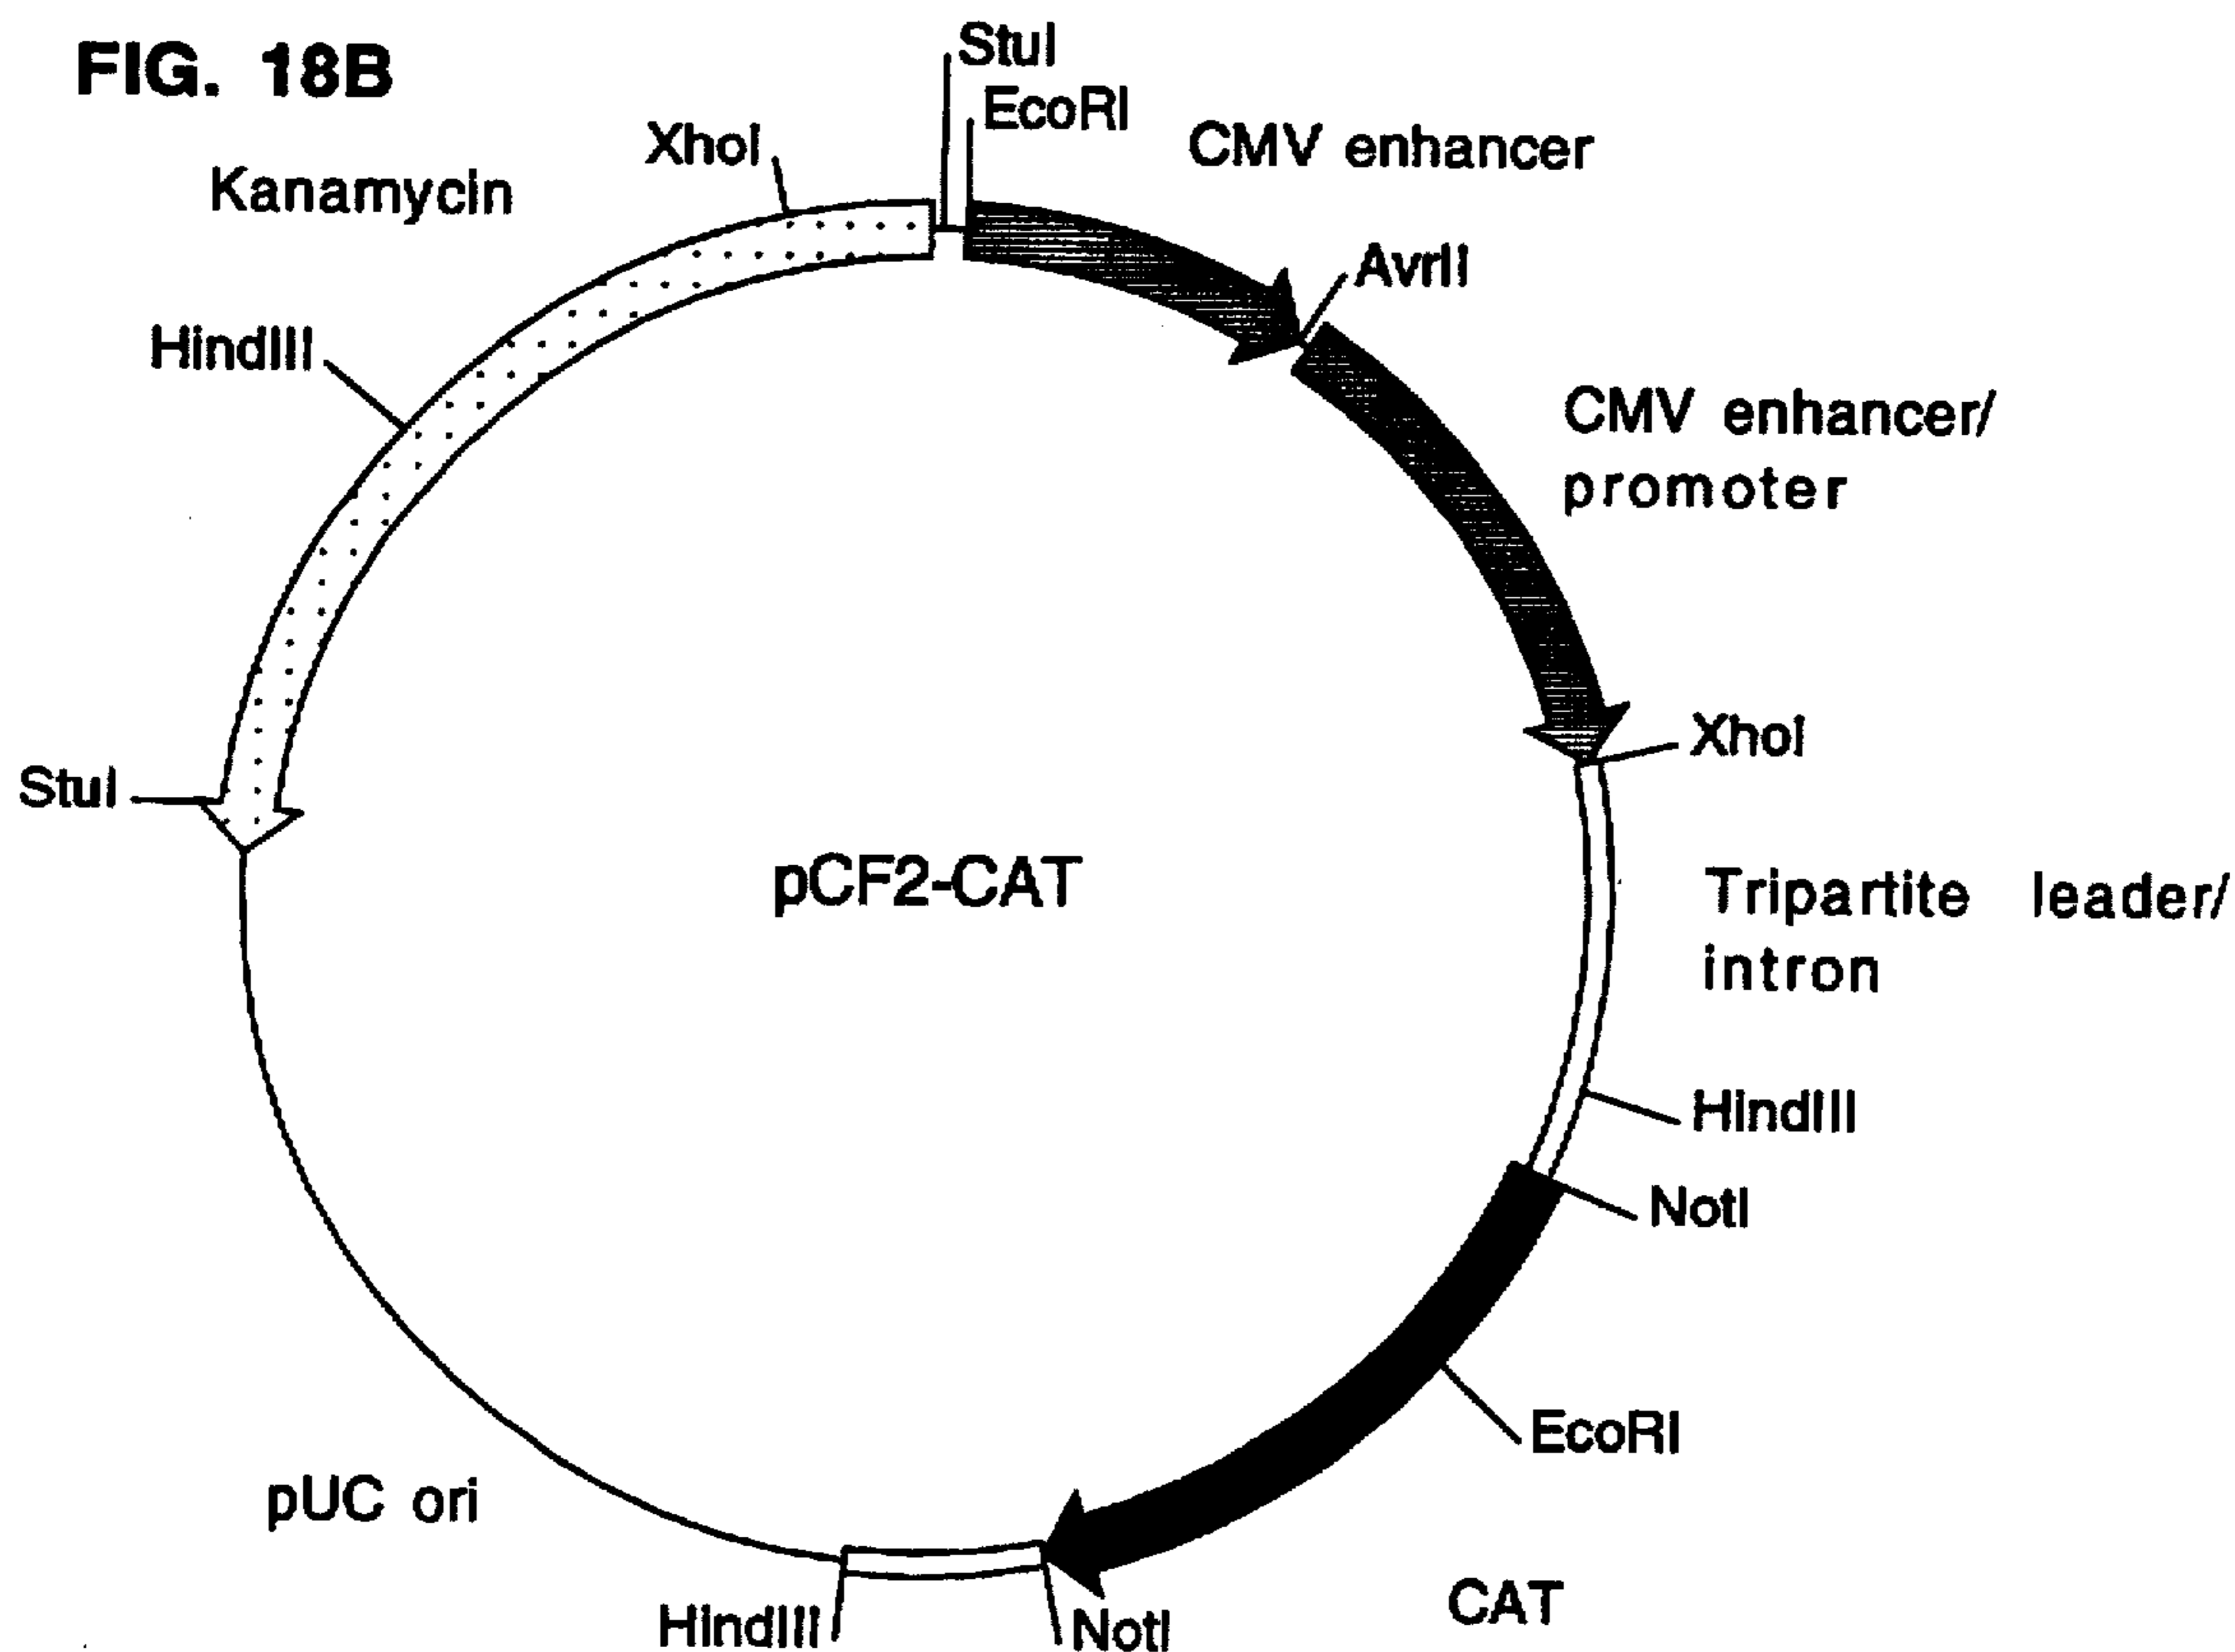 FIG. 18B
StuI
EcoRI
XhoI
CMV enhancer
Kanamycin
AvrII
HindIII
CMV enhancer/
promoter
XhoI
StuI
pCF2-CAT
Tripartite leader/
intron
HindIII
NotI
EcoRI
pUC ori
CAT
HindIII
NotI